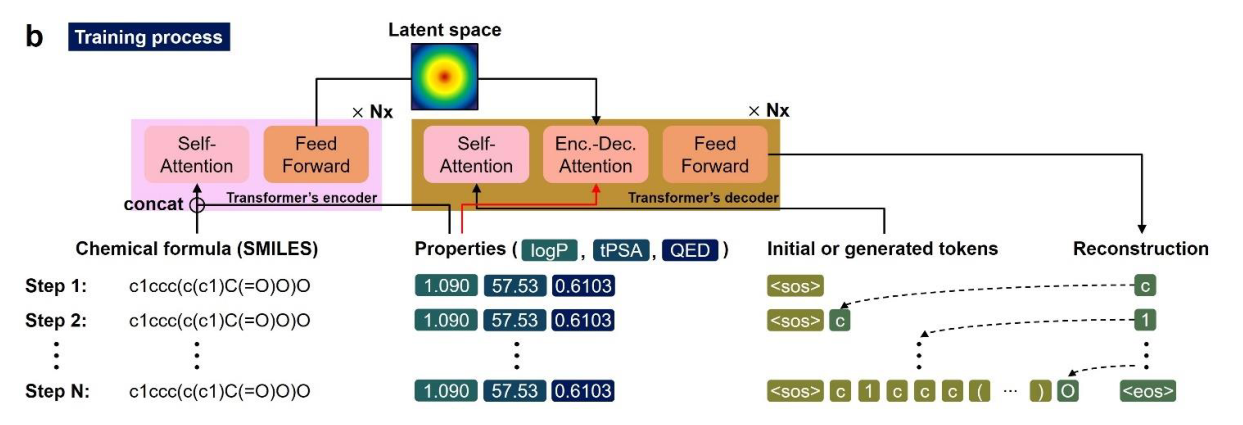 b Training process
Latent space
× Nx
× Nx
Self-
Attention
Feed
Forward
Self-
Attention
Enc.-Dec.
Attention
Feed
Forward
concat
Transformer's encoder
Transformer's decoder
Chemical formula (SMILES)
Properties ( logP , tPSA , QED )
Initial or generated tokens
Reconstruction
Step 1: c1ccc(c(c1)C(=O)O)O 1.090 57.53 0.6103 <sos> c
Step 2: c1ccc(c(c1)C(=O)O)O 1.090 57.53 0.6103 <sos> c 1
Step N: c1ccc(c(c1)C(=O)O)O 1.090 57.53 0.6103 <sos> c 1 c c c ( ··· ) O <eos>